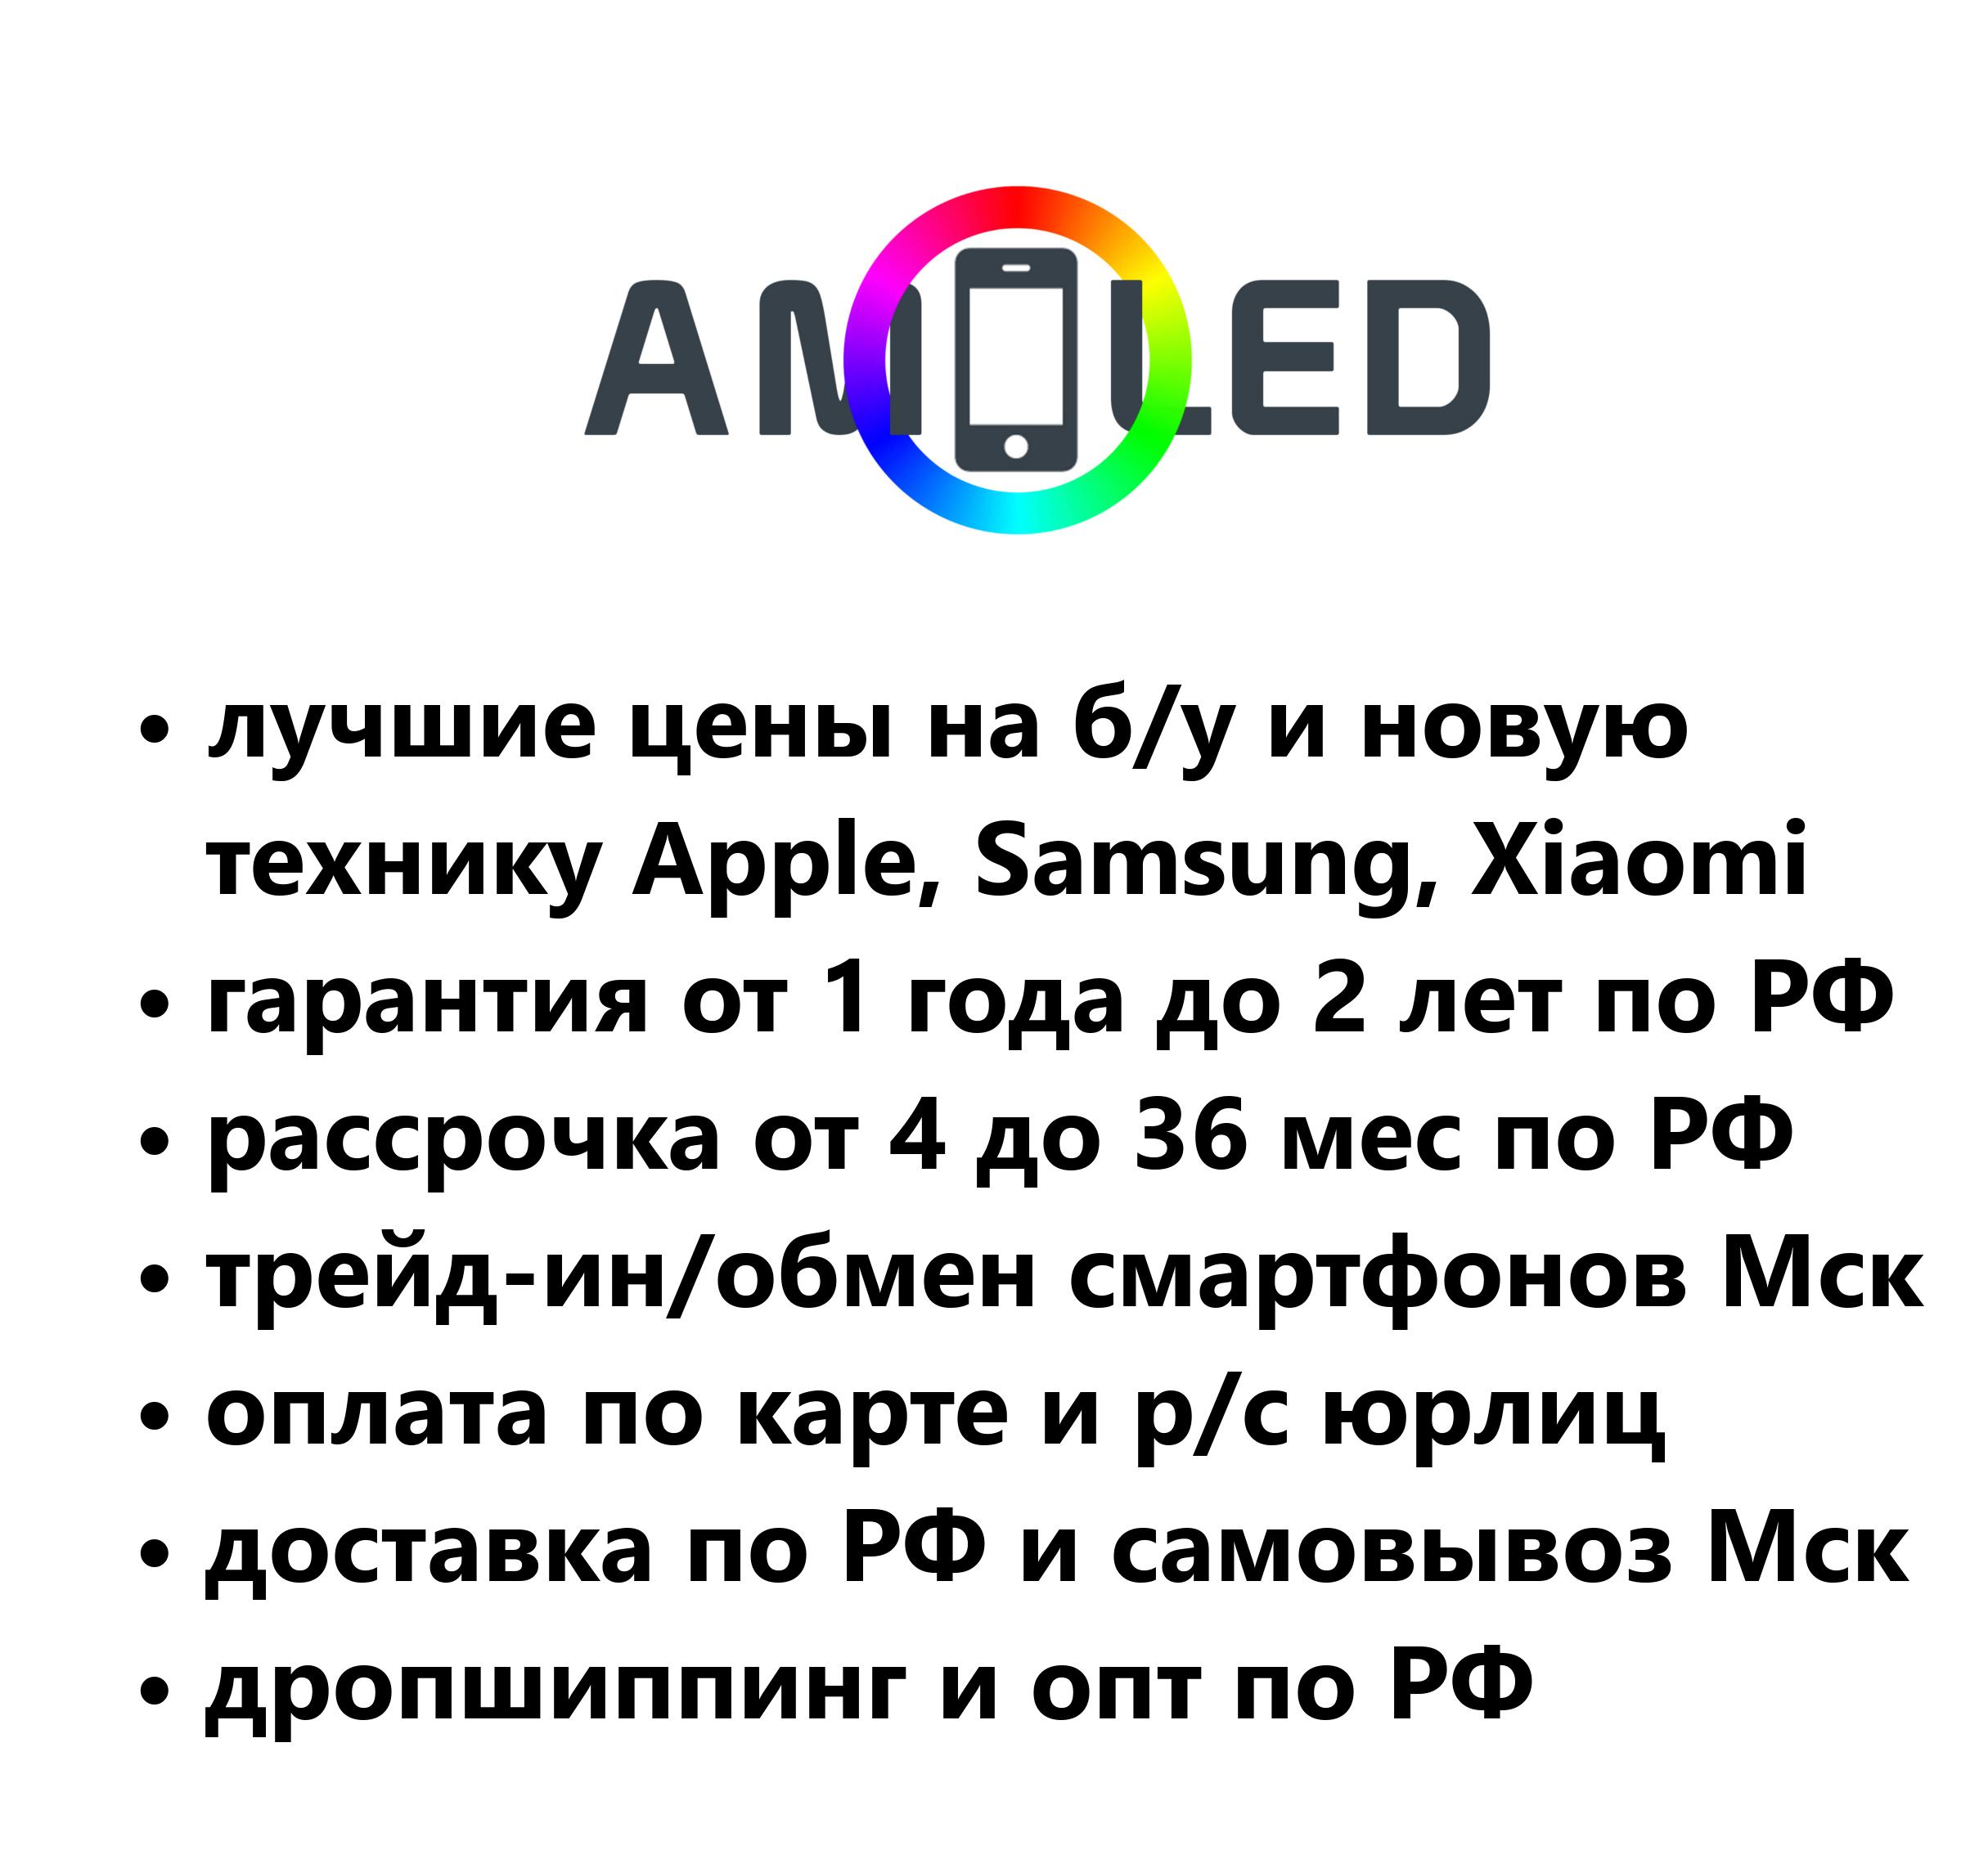 AMOLED
• лучшие цены на б/у и новую
технику Apple, Samsung, Xiaomi
• гарантия от 1 года до 2 лет по РФ
• рассрочка от 4 до 36 мес по РФ
• трейд-ин/обмен смартфонов Мск
• оплата по карте и р/с юрлиц
• доставка по РФ и самовывоз Мск
• дропшиппинг и опт по РФ